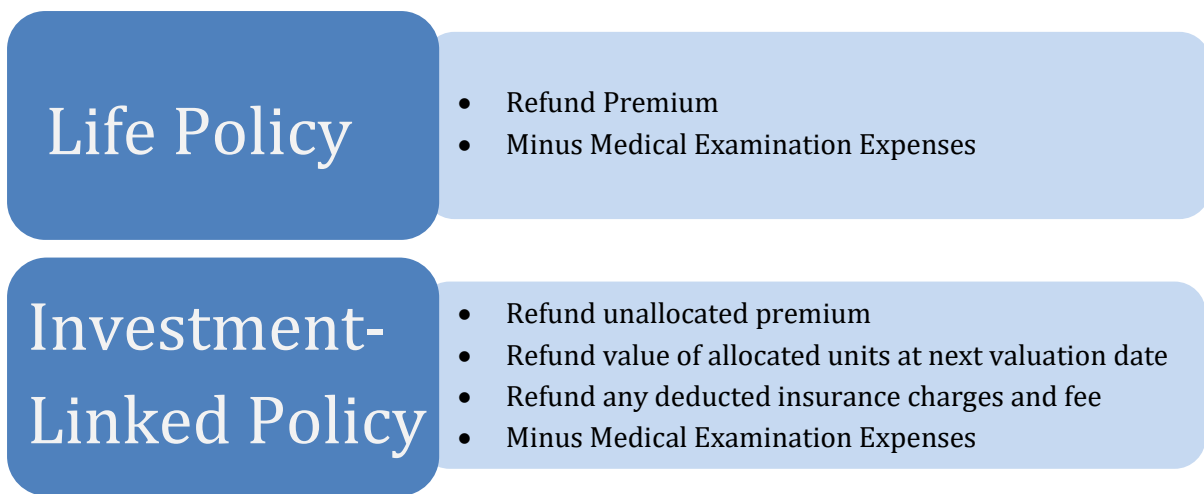 Life Policy
• Refund Premium
• Minus Medical Examination Expenses
Investment-
Linked Policy
• Refund unallocated premium
• Refund value of allocated units at next valuation date
• Refund any deducted insurance charges and fee
• Minus Medical Examination Expenses